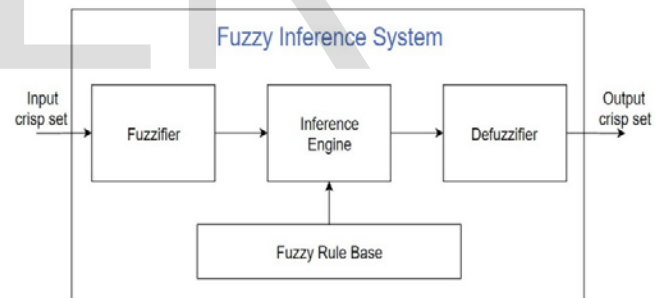 Fuzzy Inference System
Input
crisp set
Fuzzifier
Inference
Engine
Defuzzifier
Output
crisp set
Fuzzy Rule Base